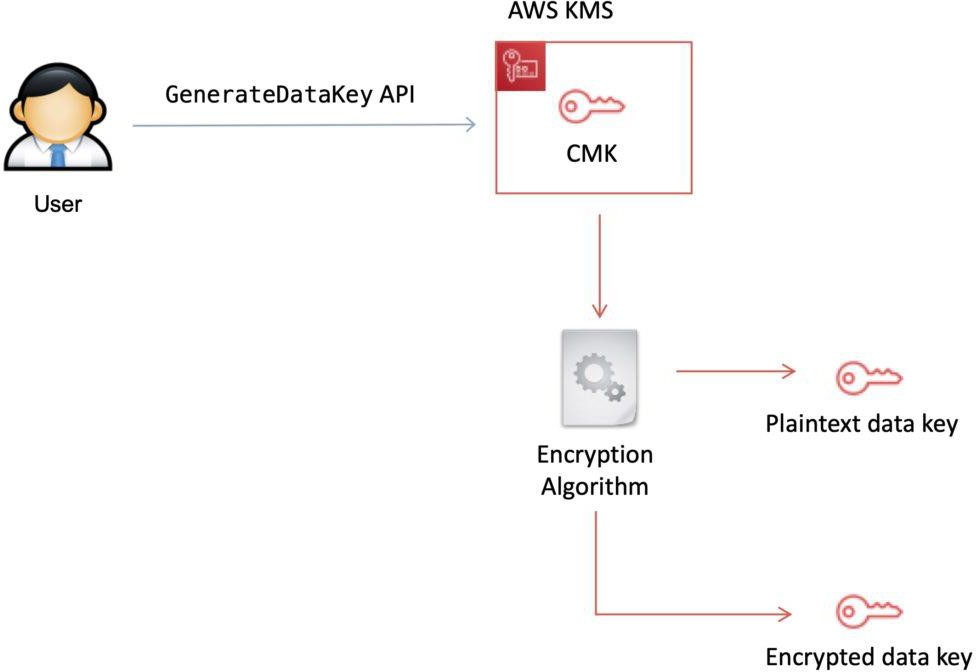 AWS KMS
GenerateDataKey API
CMK
User
Encryption
Algorithm
Plaintext data key
Encrypted data key